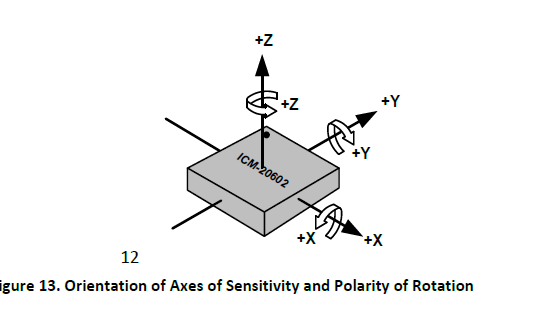 +Z
+Z
+Y
+Y
ICM-20602
+X
+X
12
igure 13. Orientation of Axes of Sensitivity and Polarity of Rotation